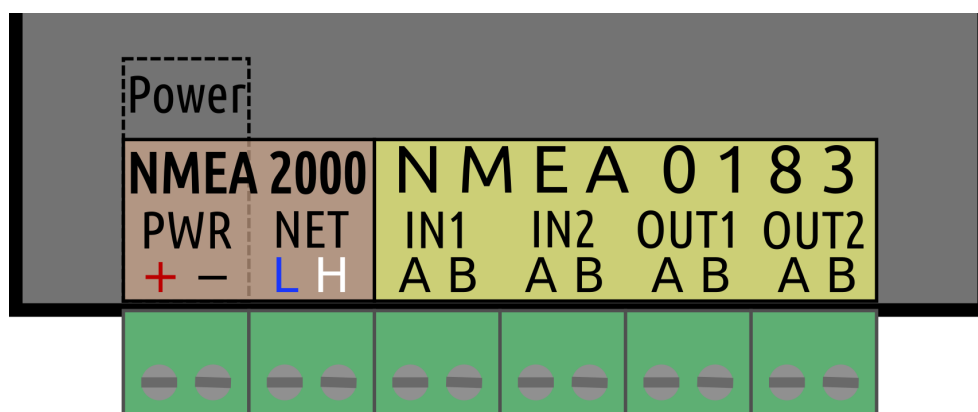 Power
NMEA 2000 NMEA 0183
PWR NET IN1 IN2 OUT1 OUT2
+ − L H A B A B A B A B